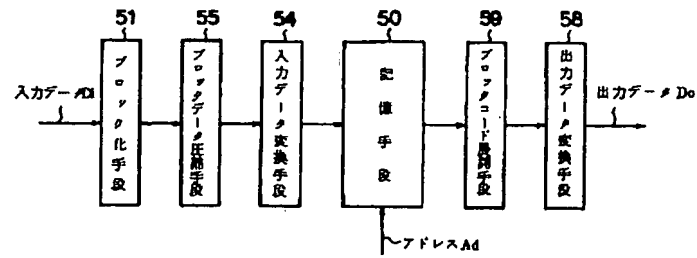 51
55
54
50
59
58
入力データDi
ブロック化手段
ブロックデータ圧縮手段
入力データ変換手段
記憶手段
ブロックコード解読手段
出力データ変換手段
出力データDo
アドレスAd